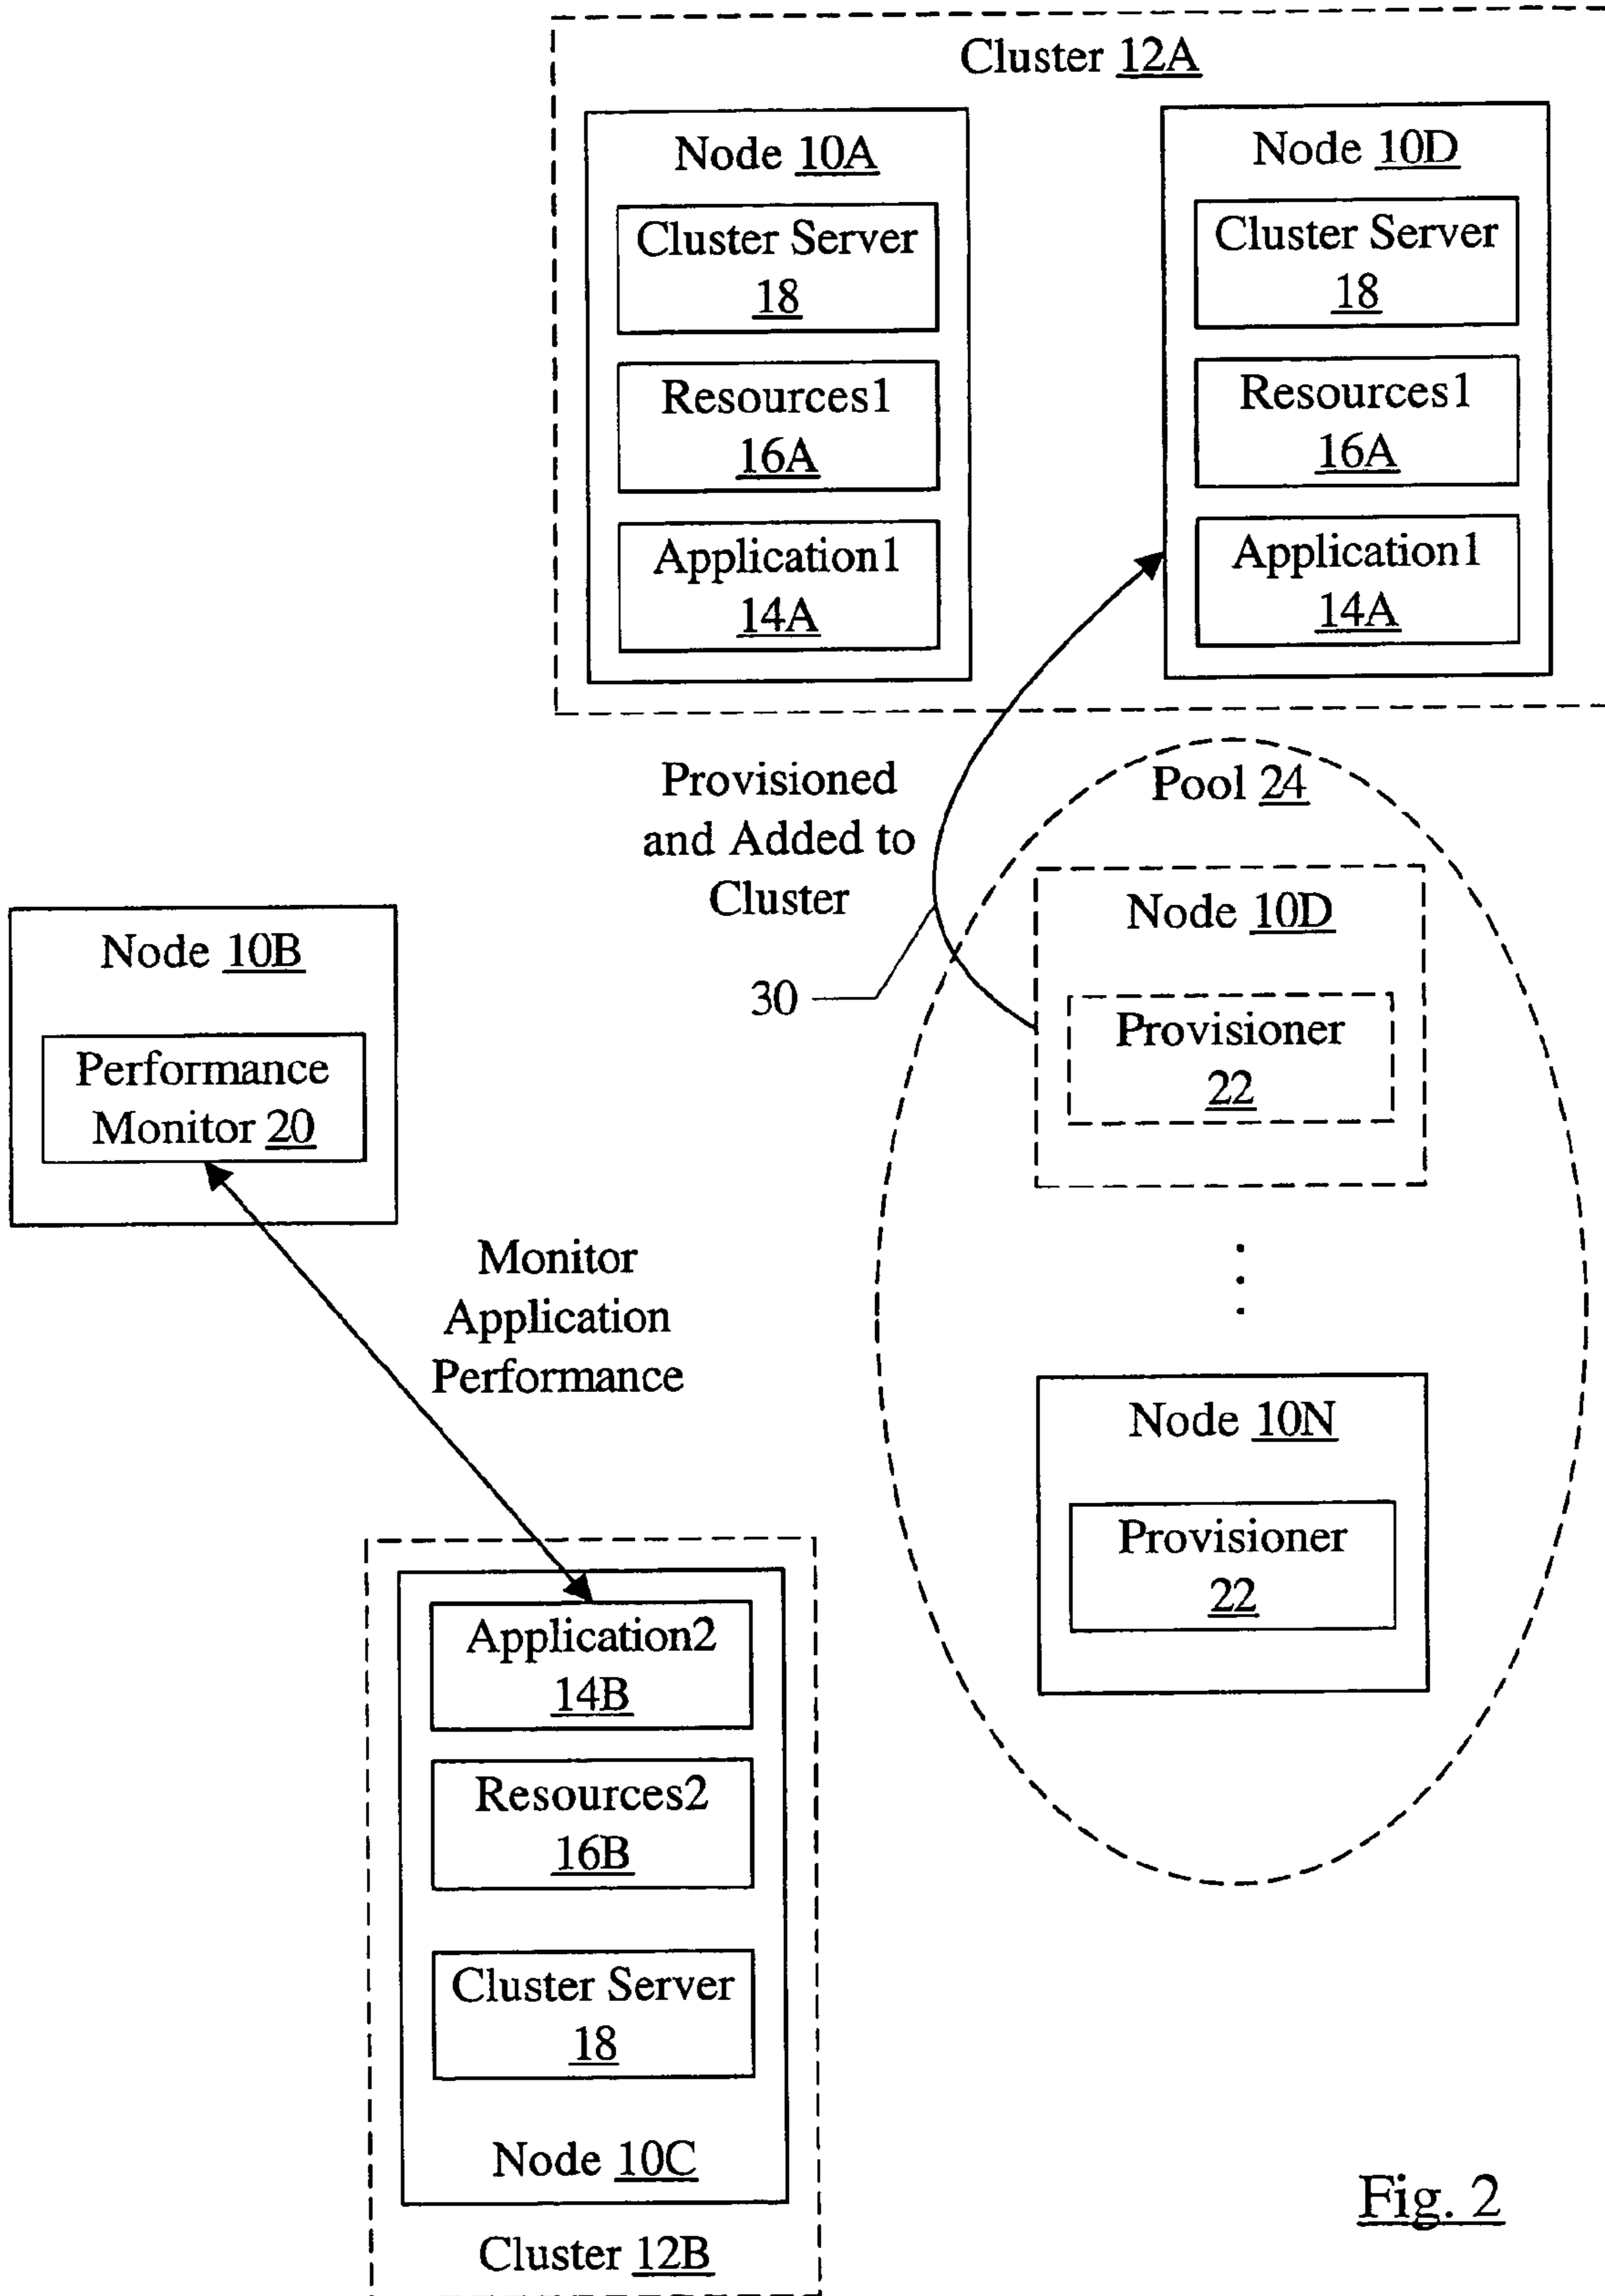 Cluster 12A
Node 10A
Cluster Server
18
Resources1
16A
Application1
14A
Node 10D
Cluster Server
18
Resources1
16A
Application1
14A
Provisioned
and Added to
Cluster
30
Pool 24
Node 10D
Provisioner
22
Node 10N
Provisioner
22
Node 10B
Performance
Monitor 20
Monitor
Application
Performance
Application2
14B
Resources2
16B
Cluster Server
18
Node 10C
Cluster 12B
Fig. 2